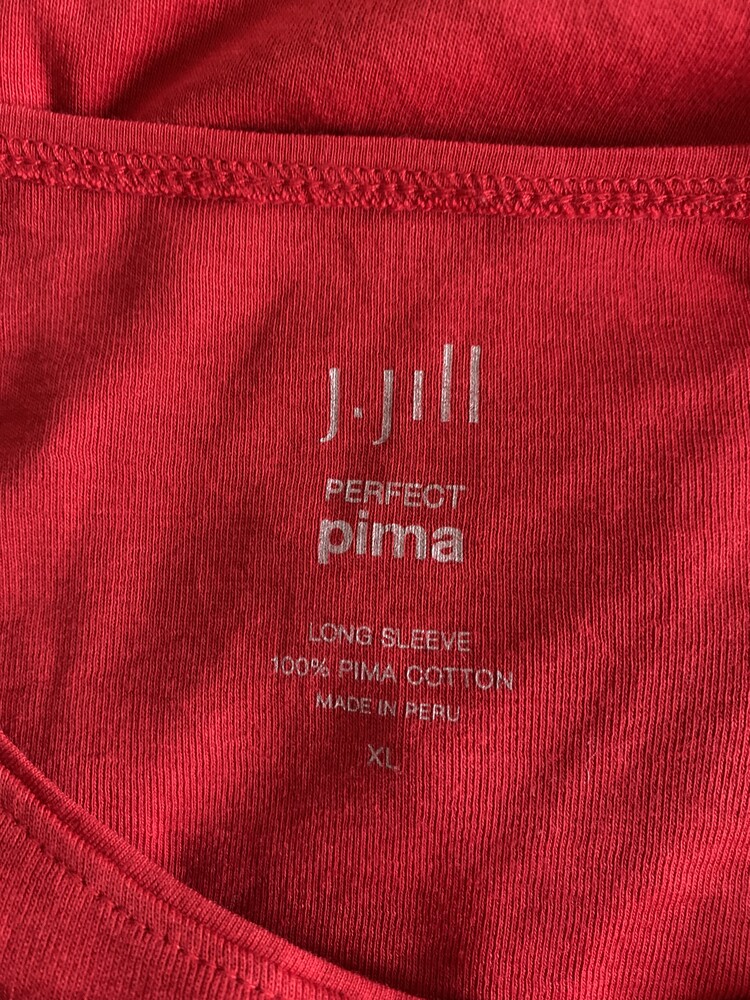 J.Jill
PERFECT
pima
LONG SLEEVE
100% PIMA COTTON
MADE IN PERU
XL